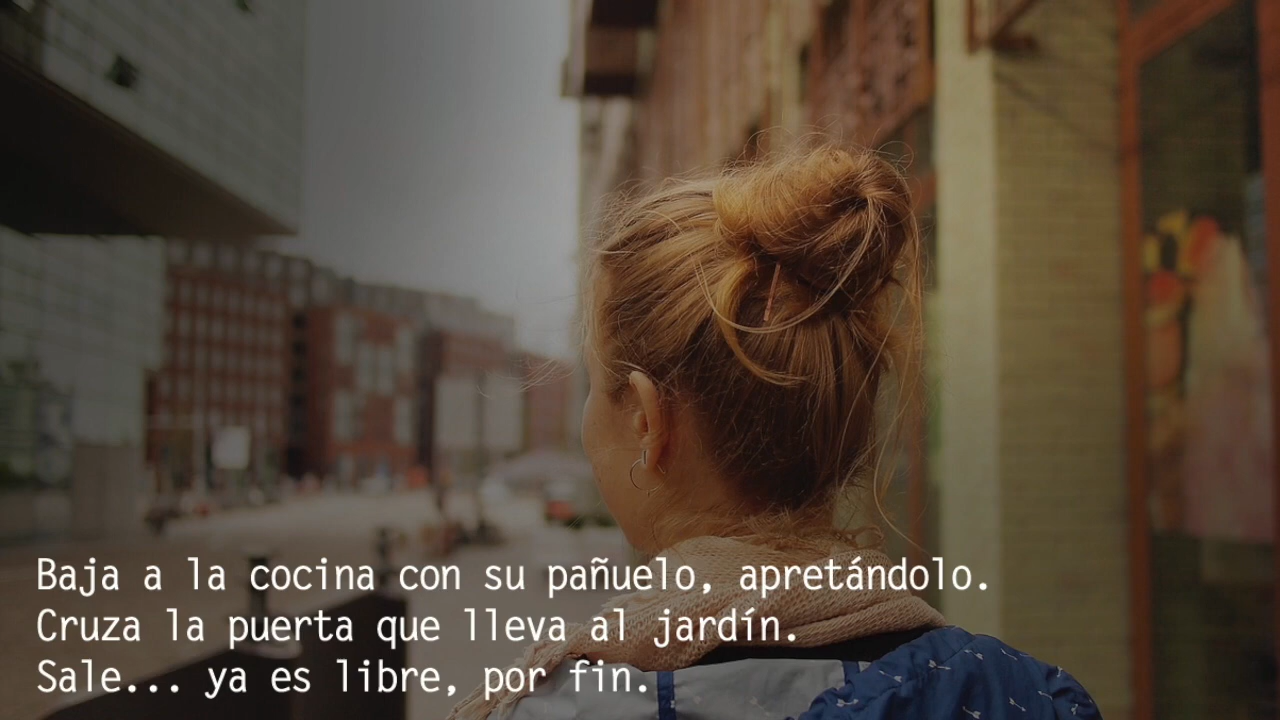 Baja a la cocina con su pañuelo, apretándolo.
Cruza la puerta que lleva al jardín.
Sale... ya es libre, por fin.